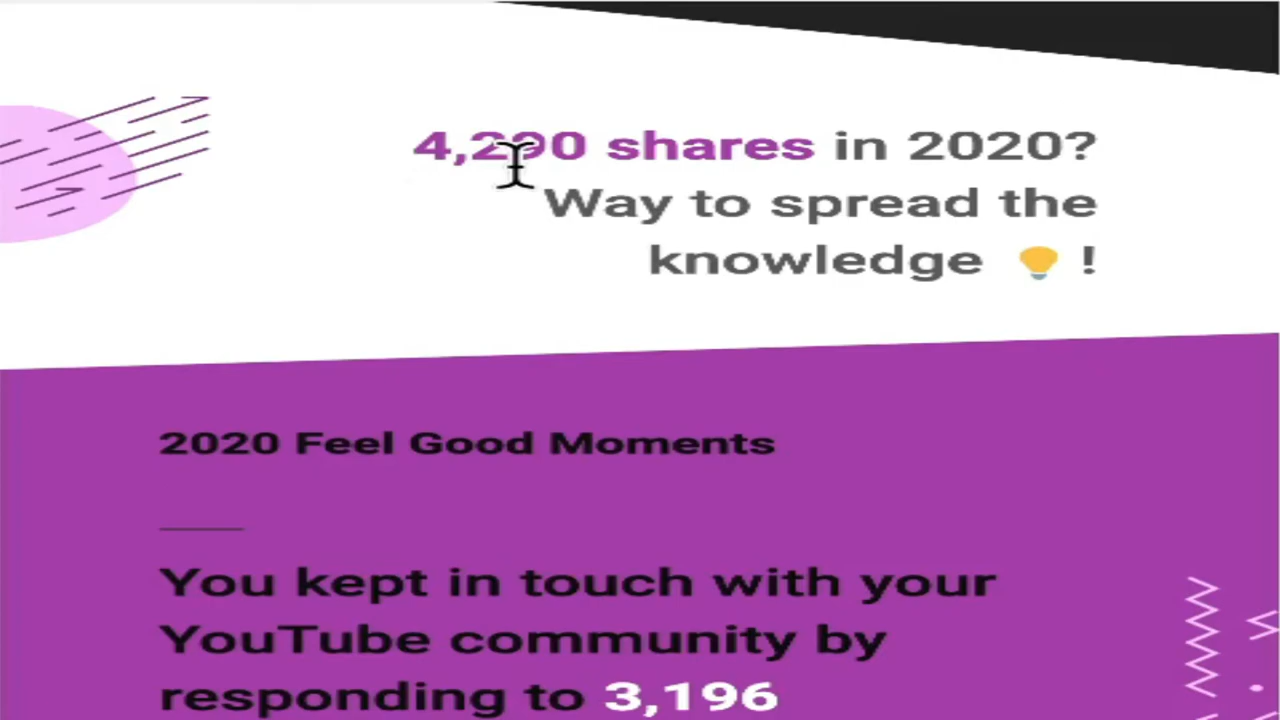 4,290 shares in 2020?
Way to spread the
knowledge 💡 !
2020 Feel Good Moments
You kept in touch with your
YouTube community by
responding to 3,196